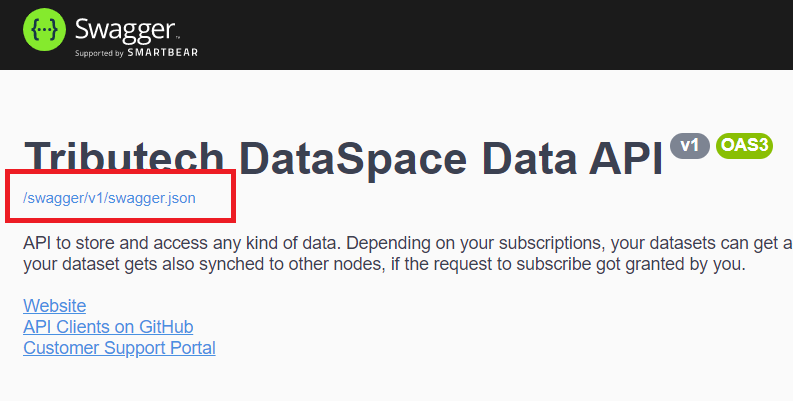 Swagger™
Supported by SMARTBEAR
Tributech DataSpace Data API v1 OAS3
/swagger/v1/swagger.json
API to store and access any kind of data. Depending on your subscriptions, your datasets can get a
your dataset gets also synched to other nodes, if the request to subscribe got granted by you.
Website
API Clients on GitHub
Customer Support Portal